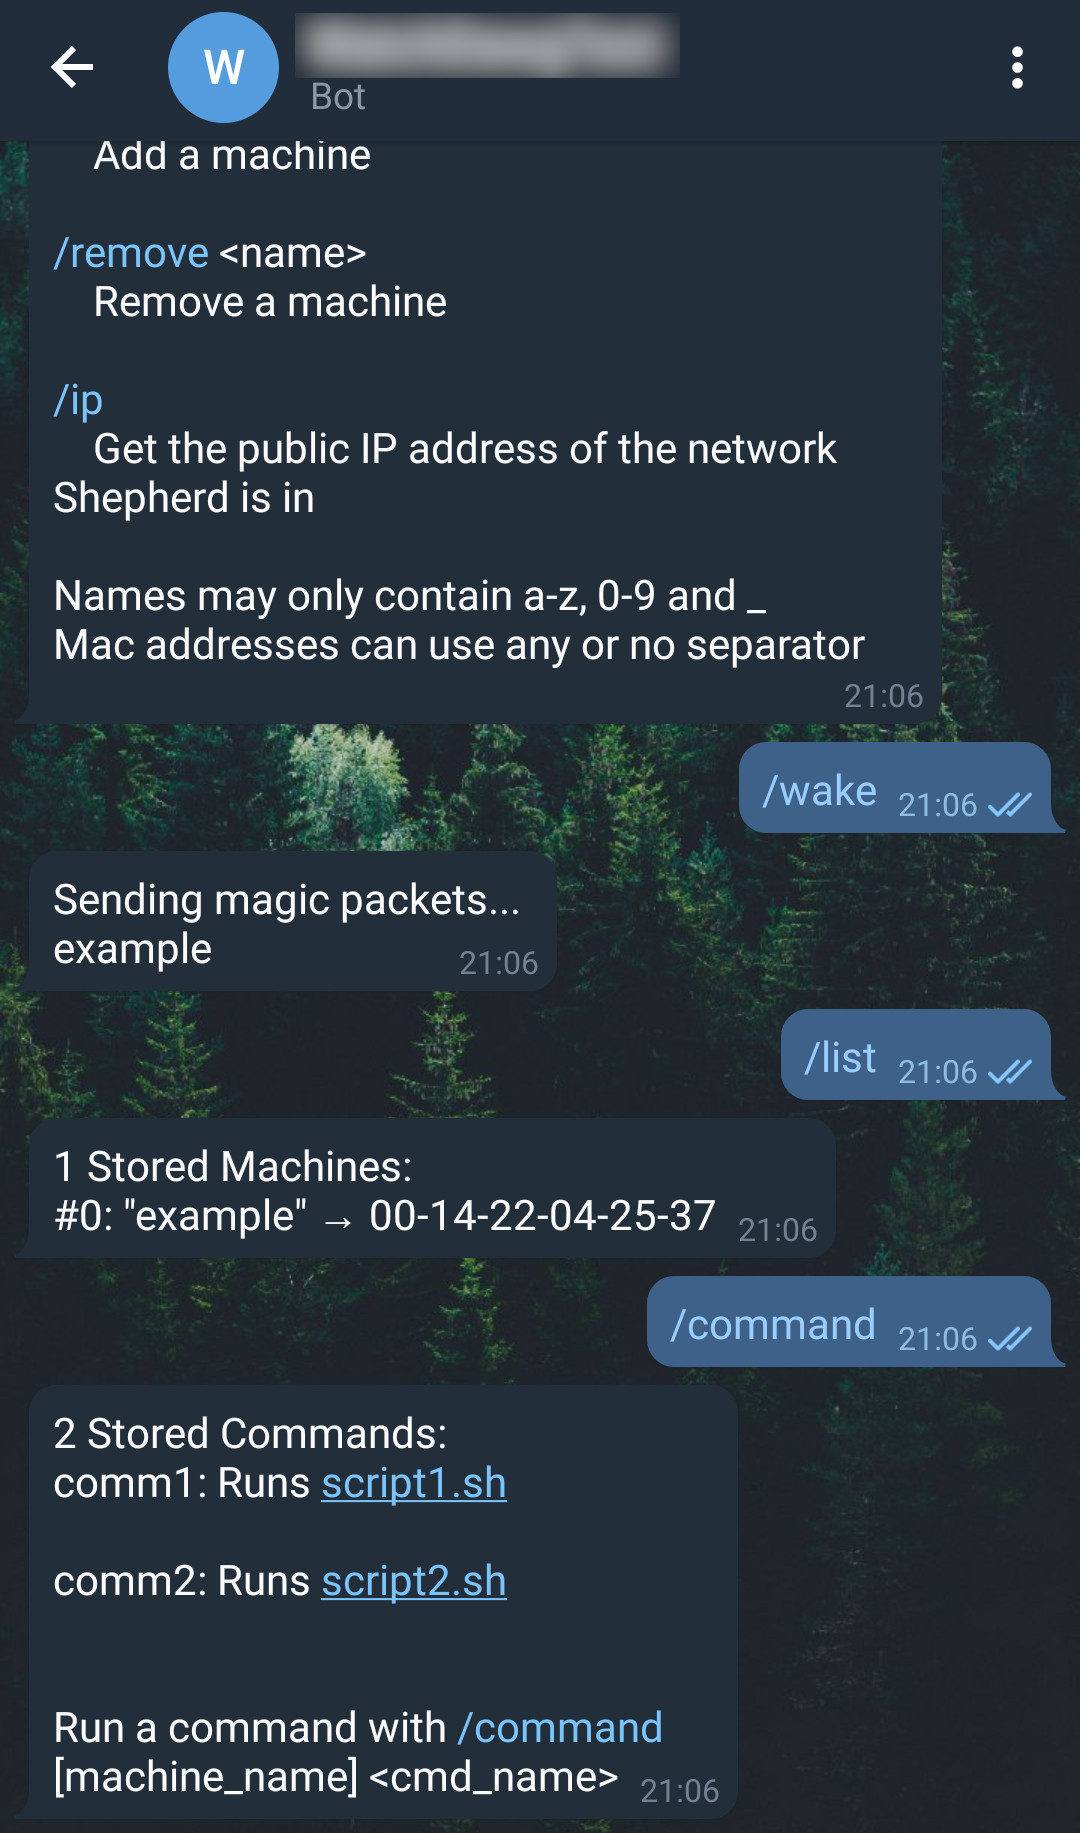 W
Bot
Add a machine
/remove <name>
Remove a machine
/ip
Get the public IP address of the network
Shepherd is in
Names may only contain a-z, 0-9 and _
Mac addresses can use any or no separator
21:06
/wake 21:06
Sending magic packets...
example 21:06
/list 21:06
1 Stored Machines:
#0: "example" → 00-14-22-04-25-37 21:06
/command 21:06
2 Stored Commands:
comm1: Runs script1.sh
comm2: Runs script2.sh
Run a command with /command
[machine_name] <cmd_name> 21:06